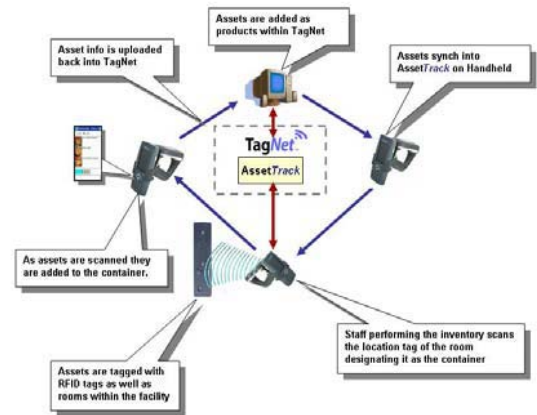 Assets are added as
products within TagNet
Asset info is uploaded
back into TagNet
Assets synch into
AssetTrack on Handheld
TagNet
AssetTrack
As assets are scanned they
are added to the container.
Staff performing the inventory scans
the location tag of the room
designating it as the container
Assets are tagged with
RFID tags as well as
rooms within the facility